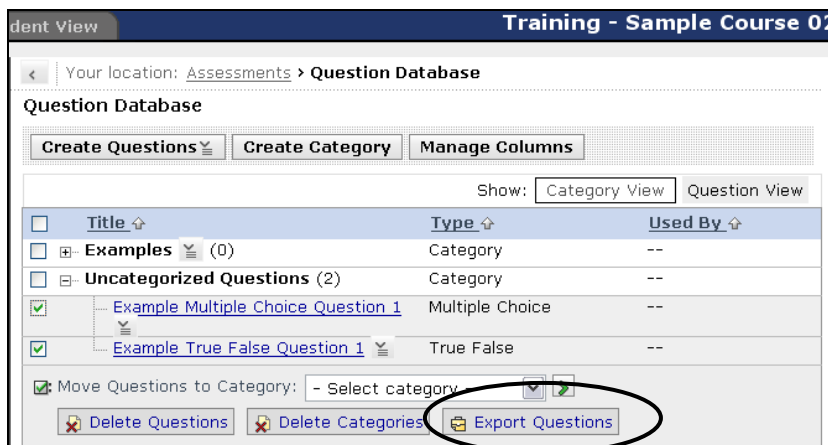 dent View Training - Sample Course 02
Your location: Assessments > Question Database
Question Database
Create Questions Create Category Manage Columns
Show: Category View Question View
Title Type Used By
Examples (0) Category --
Uncategorized Questions (2) Category --
Example Multiple Choice Question 1 Multiple Choice --
Example True False Question 1 True False --
Move Questions to Category: - Select category -
Delete Questions Delete Categories Export Questions